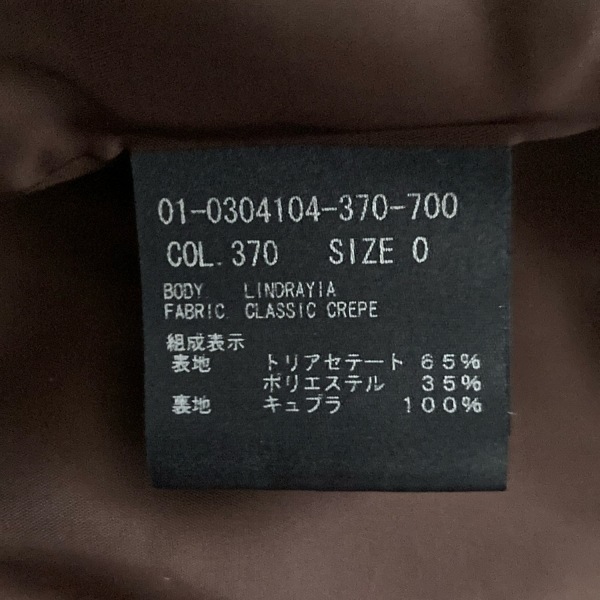 01-0304104-370-700
COL. 370 SIZE 0
BODY LINDRAYIA
FABRIC CLASSIC CREPE
組成表示
表地 トリアセテート 65%
ポリエステル 35%
裏地 キュプラ 100%